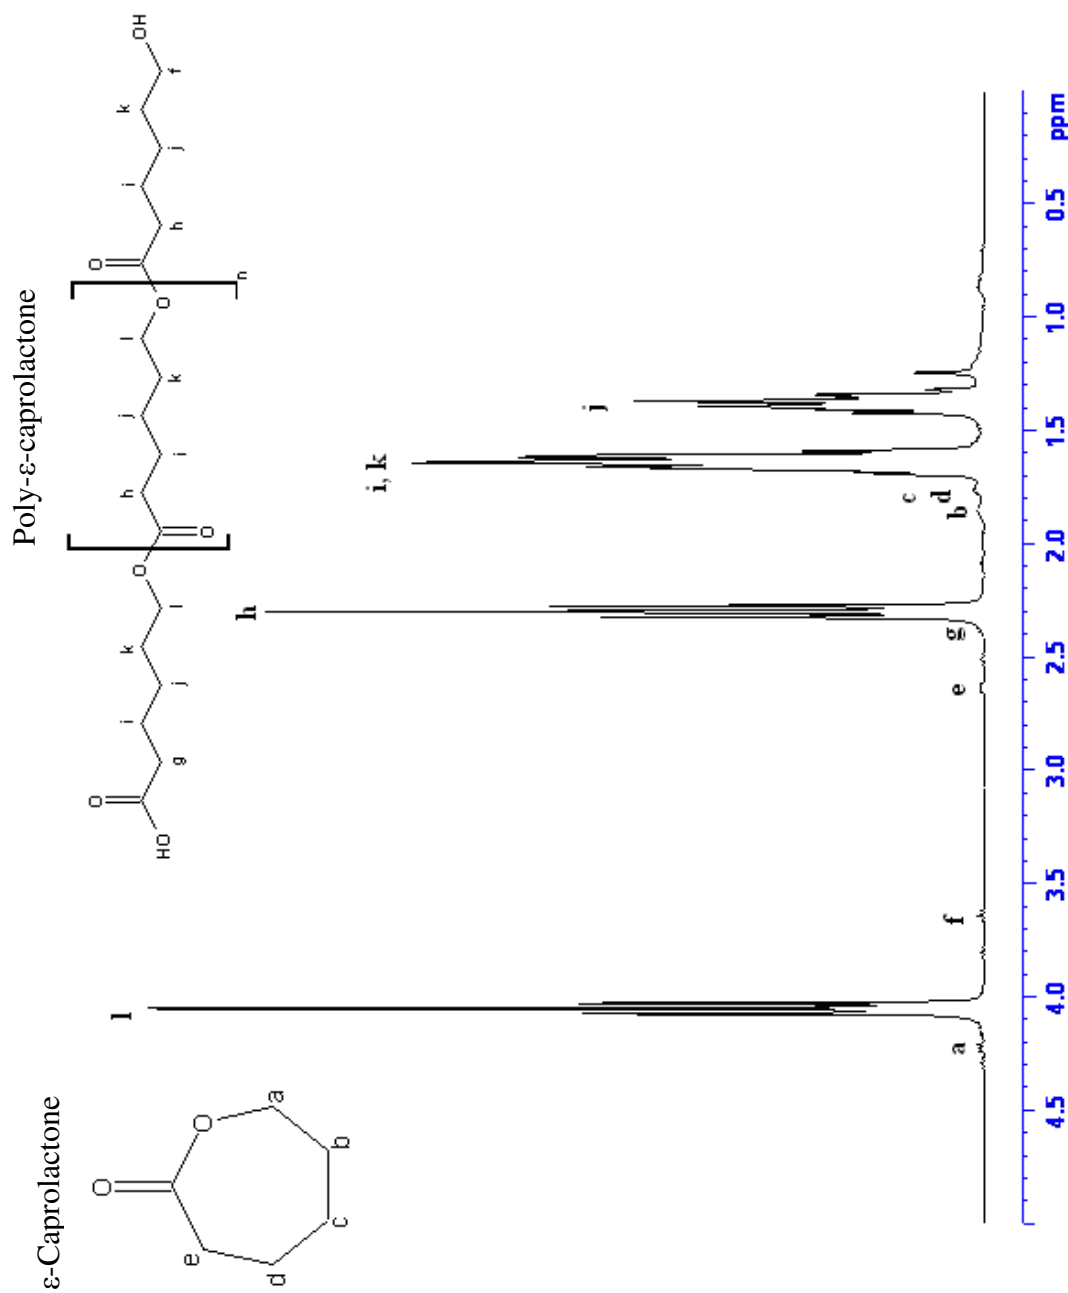 ε-Caprolactone
O
O
a
b
c
d
e
Poly-ε-caprolactone
O O
i k h j l i k
O OH
HO O
g j l i k h j f
O
n
l
h
i, k
j
c
d
a f e g b
4.5 4.0 3.5 3.0 2.5 2.0 1.5 1.0 0.5 ppm